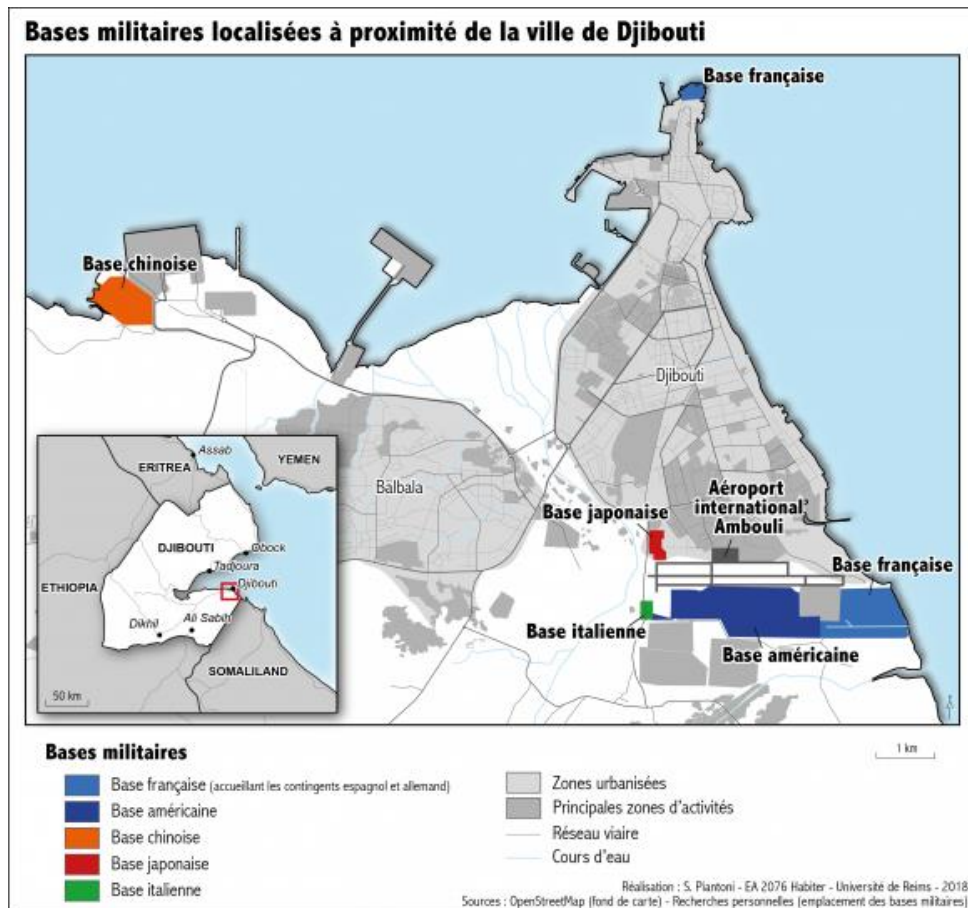 Bases militaires localisées à proximité de la ville de Djibouti
Base française
Base chinoise
Djibouti
Balbala
Aéroport
international
Ambouli
Base japonaise
Base française
Base italienne
Base américaine
Assab
YEMEN
ERITREA
DJIBOUTI
Obock
Tadjoura
Djibouti
ETHIOPIA
Ali Sabih
Dikhil
SOMALILAND
50 km
1 km
Bases militaires
Base française (accueillant les contingents espagnol et allemand)
Base américaine
Base chinoise
Base japonaise
Base italienne
Zones urbanisées
Principales zones d'activités
Réseau viaire
Cours d'eau
Réalisation : S. Piantoni - EA 2076 Habiter - Université de Reims - 2018
Sources : OpenStreetMap (fond de carte) - Recherches personnelles (emplacement des bases militaires)